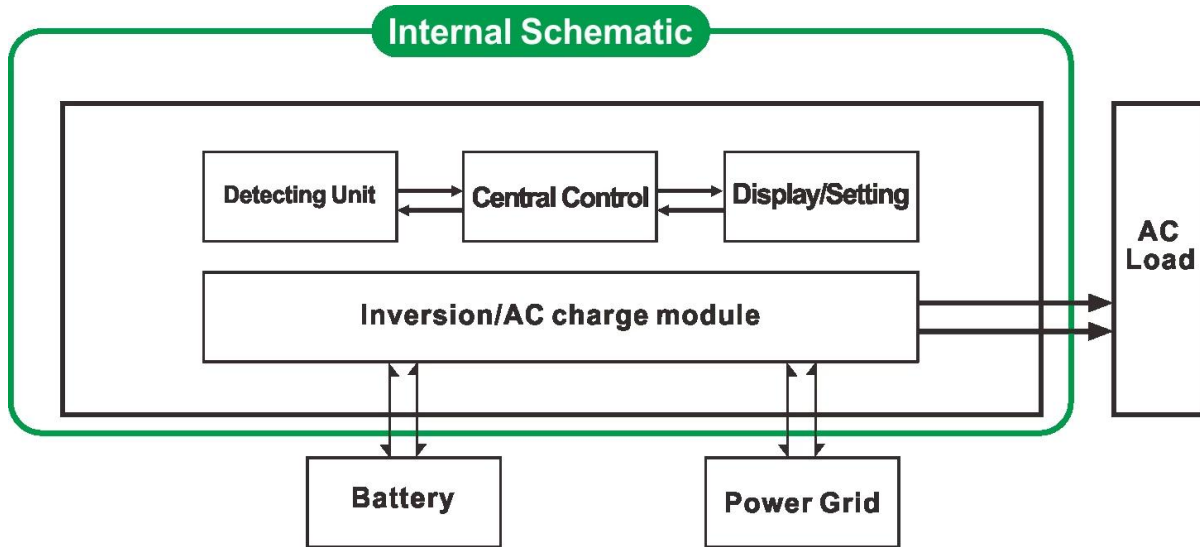 Internal Schematic
Detecting Unit
Central Control
Display/Setting
AC
Load
Inversion/AC charge module
Battery
Power Grid